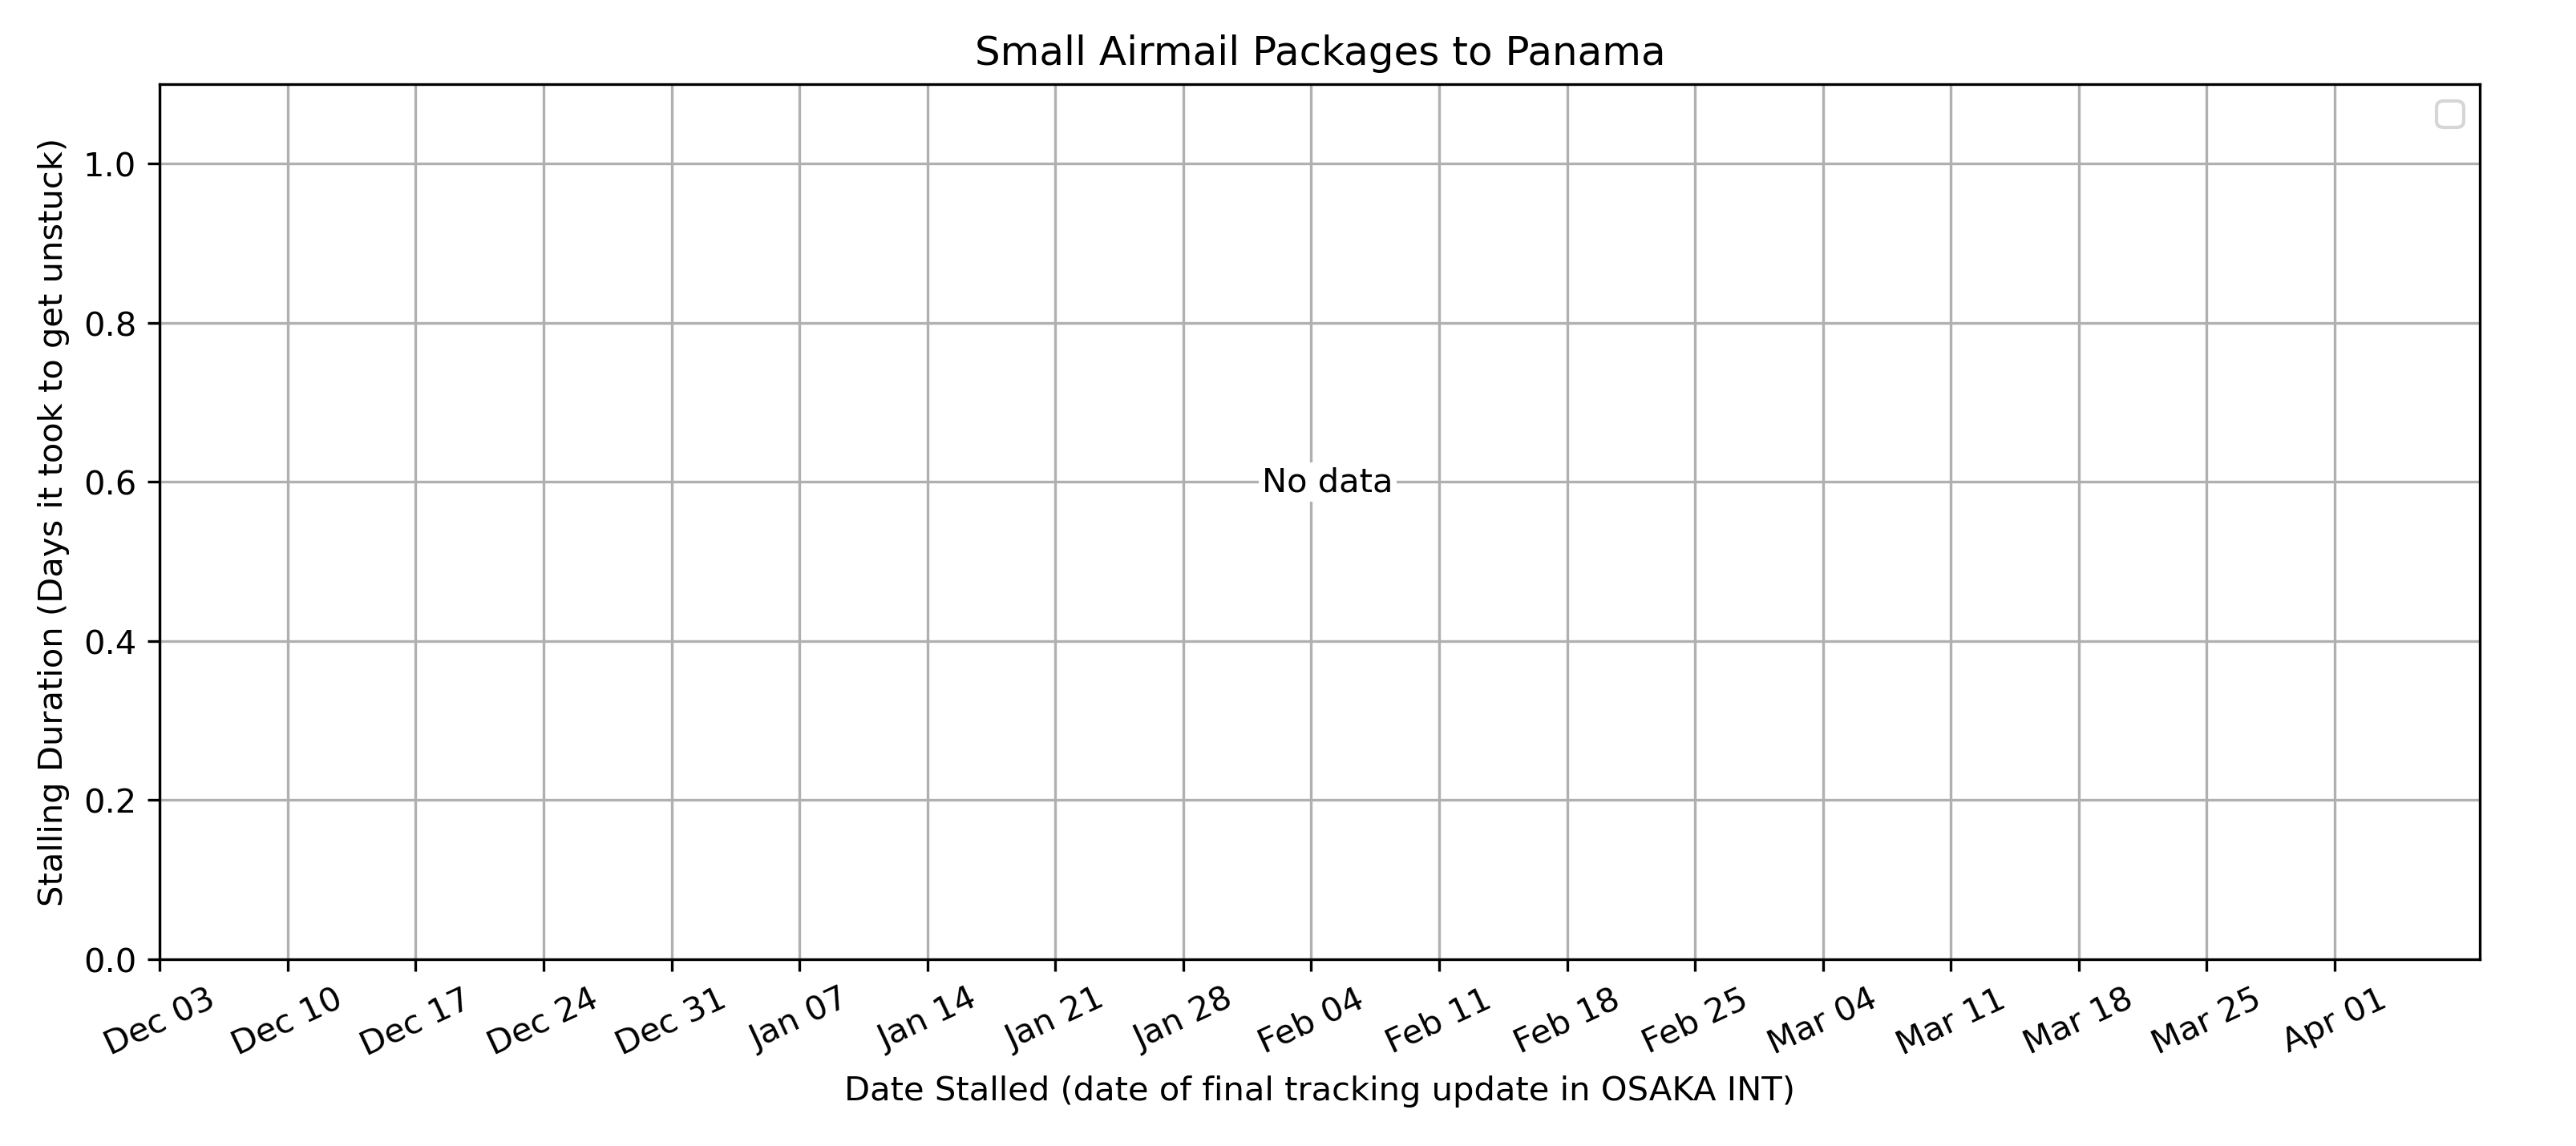 Small Airmail Packages to Panama
Stalling Duration (Days it took to get unstuck)
1.0
0.8
0.6
0.4
0.2
0.0
No data
Dec 03
Dec 10
Dec 17
Dec 24
Dec 31
Jan 07
Jan 14
Jan 21
Jan 28
Feb 04
Feb 11
Feb 18
Feb 25
Mar 04
Mar 11
Mar 18
Mar 25
Apr 01
Date Stalled (date of final tracking update in OSAKA INT)